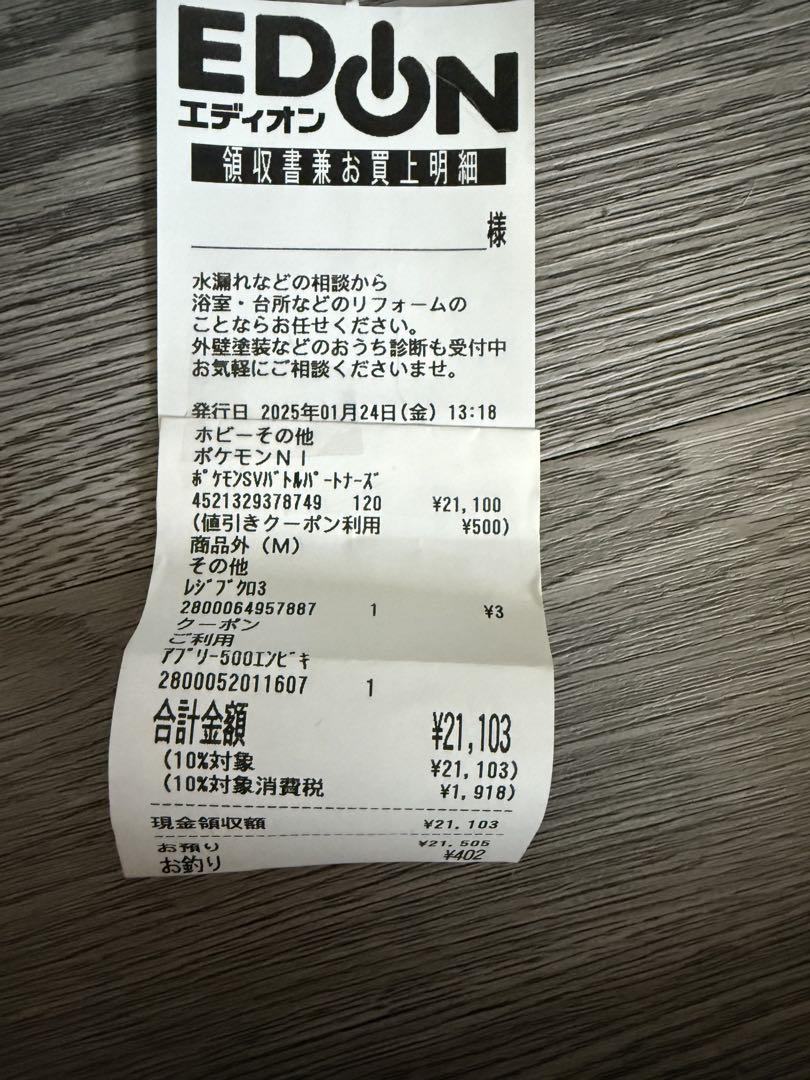 EDION
エディオン
領収書兼お買上明細
様
水漏れなどの相談から
浴室・台所などのリフォームの
ことならお任せください。
外壁塗装などのおうち診断も受付中
お気軽にご相談くださいませ。
発行日 2025年01月24日(金) 13:18
ホビーその他
ポケモンNI
ﾎﾟｹﾓﾝSVﾊﾞﾄﾙﾊﾟｰﾄﾅｰｽﾞ
4521329378749 120 ¥21,100
(値引きクーポン利用 ¥500)
商品外(M)
その他
ﾚｼﾞﾌﾞｸﾛ3
2800064957887 1 ¥3
クーポン
ご利用
ｱﾌﾟﾘｰ500ｴﾝﾋﾞｷ
2800052011607 1
合計金額 ¥21,103
(10%対象 ¥21,103)
(10%対象消費税 ¥1,918)
現金領収額 ¥21,103
お預り ¥21,505
お釣り ¥402